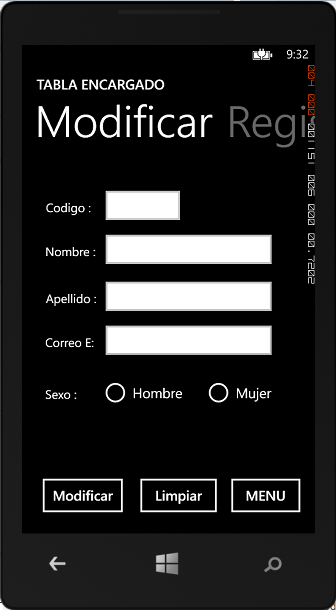 9:32
TABLA ENCARGADO
Modificar Regi
Codigo :
Nombre :
Apellido :
Correo E:
Sexo : Hombre Mujer
Modificar Limpiar MENU